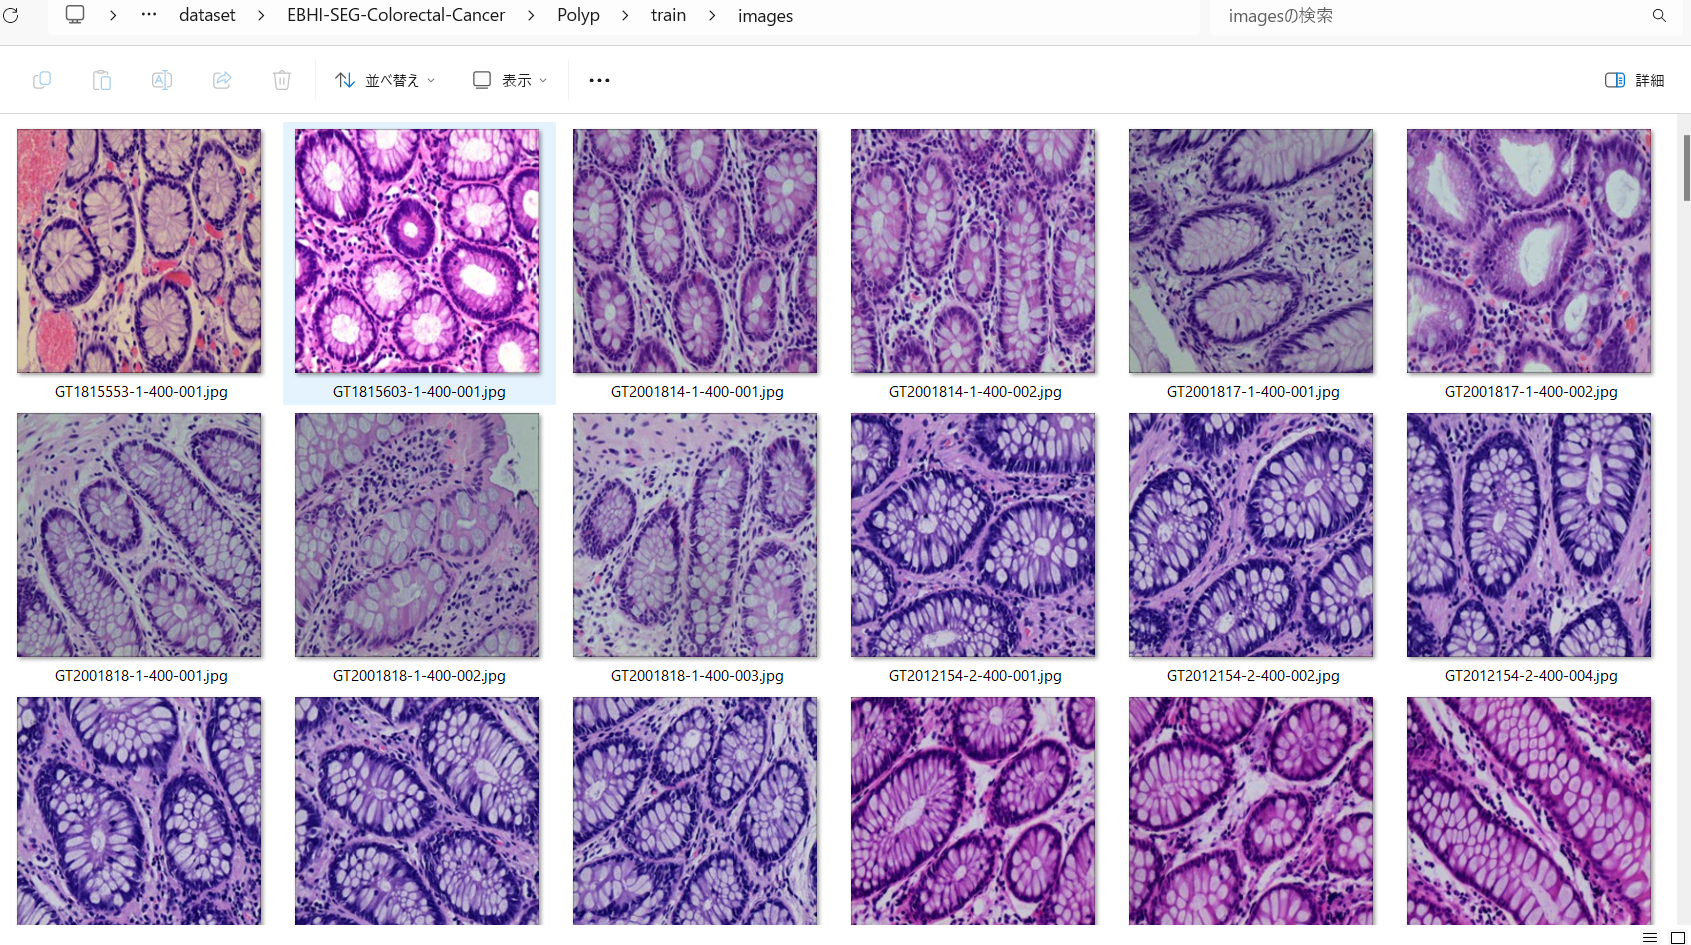 dataset > EBHI-SEG-Colorectal-Cancer > Polyp > train > images
imagesの検索
並べ替え
表示
詳細
GT1815553-1-400-001.jpg
GT1815603-1-400-001.jpg
GT2001814-1-400-001.jpg
GT2001814-1-400-002.jpg
GT2001817-1-400-001.jpg
GT2001817-1-400-002.jpg
GT2001818-1-400-001.jpg
GT2001818-1-400-002.jpg
GT2001818-1-400-003.jpg
GT2012154-2-400-001.jpg
GT2012154-2-400-002.jpg
GT2012154-2-400-004.jpg